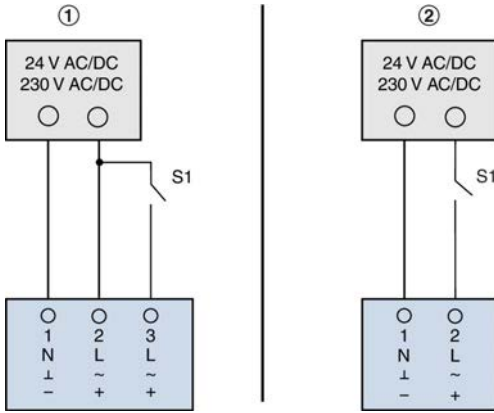 ①
24 V AC/DC
230 V AC/DC
S1
1 2 3
N L L
⊥ ~ ~
– + +
②
24 V AC/DC
230 V AC/DC
S1
1 2
N L
⊥ ~
– +